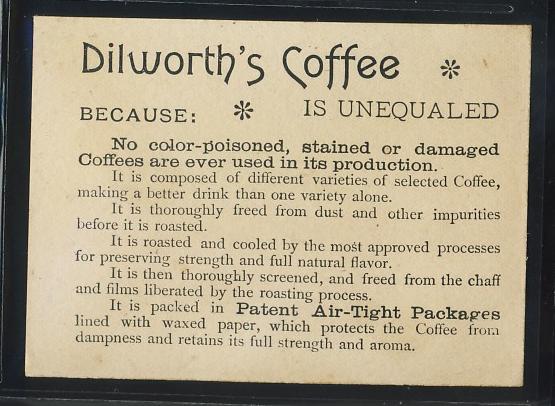 Dilworth's Coffee *
BECAUSE: * IS UNEQUALED
No color-poisoned, stained or damaged
Coffees are ever used in its production.
It is composed of different varieties of selected Coffee,
making a better drink than one variety alone.
It is thoroughly freed from dust and other impurities
before it is roasted.
It is roasted and cooled by the most approved processes
for preserving strength and full natural flavor.
It is then thoroughly screened, and freed from the chaff
and films liberated by the roasting process.
It is packed in Patent Air-Tight Packages
lined with waxed paper, which protects the Coffee from
dampness and retains its full strength and aroma.